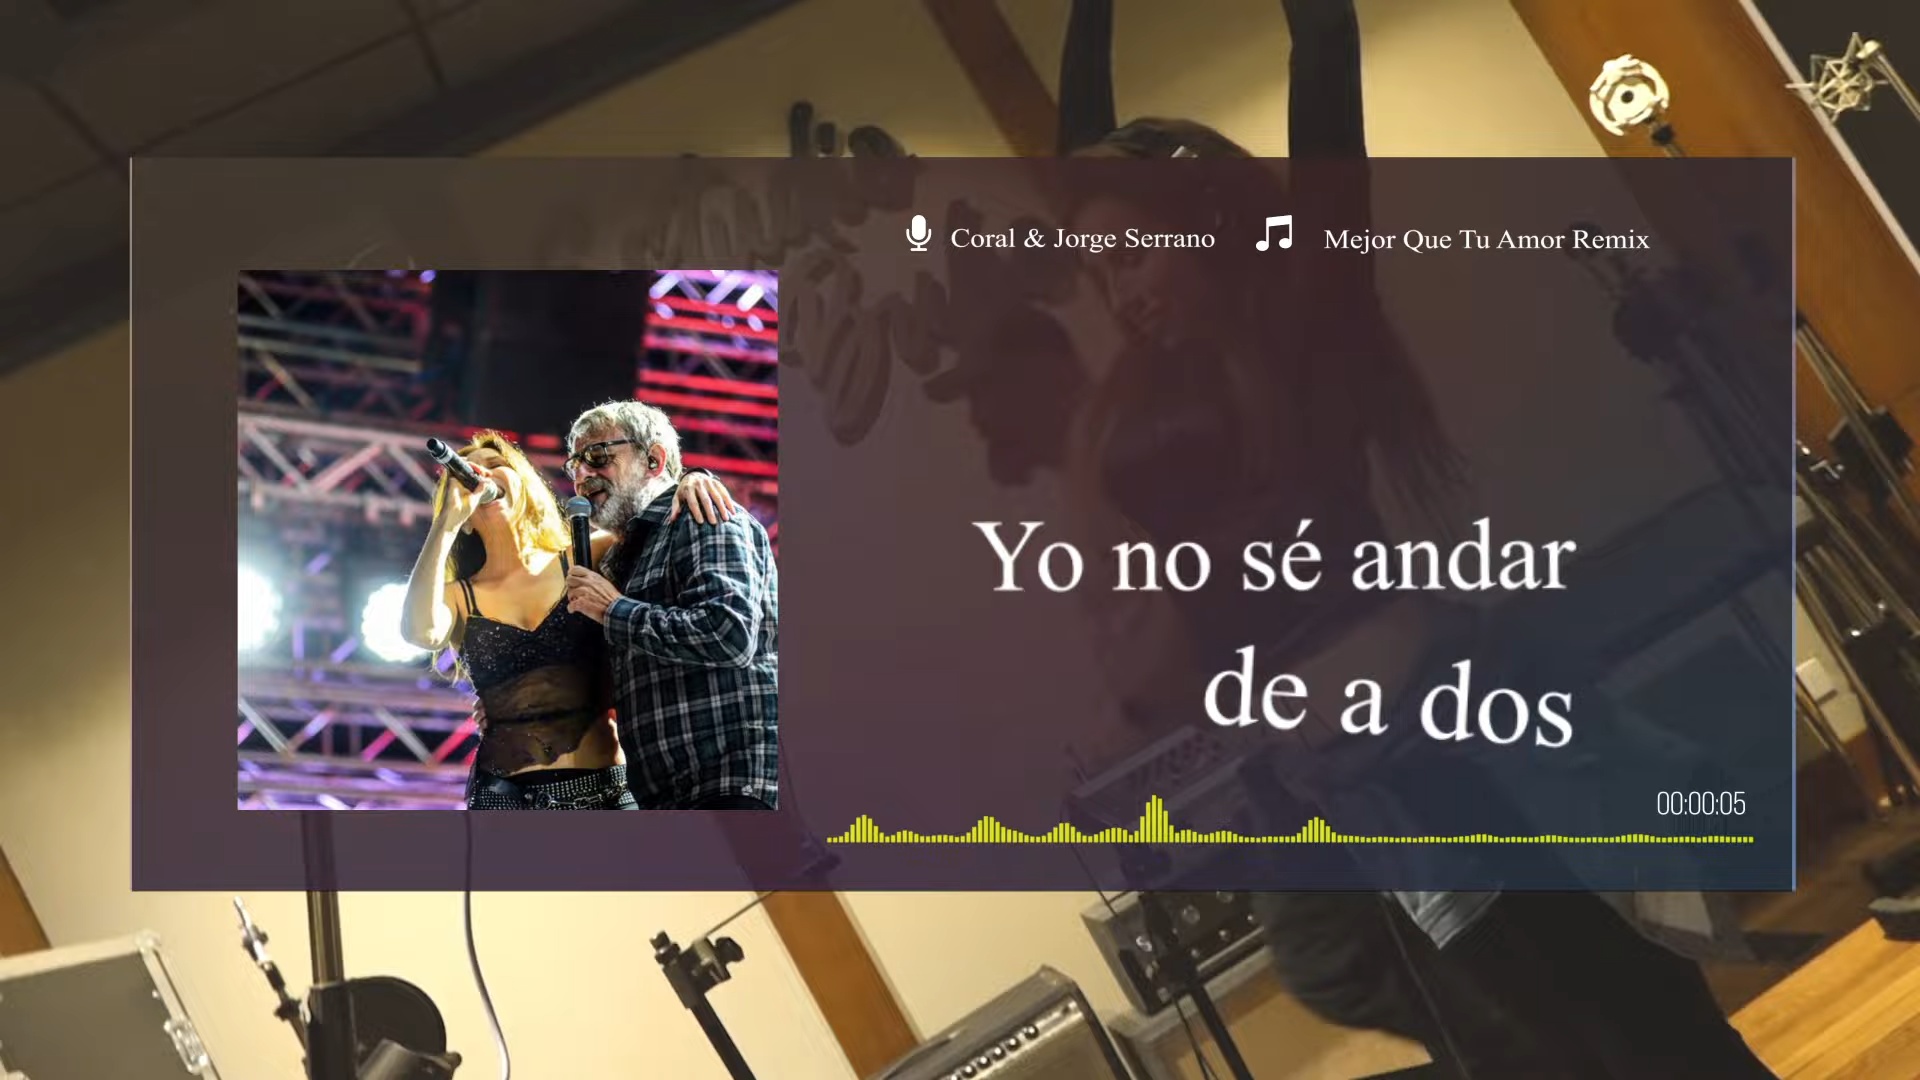 Coral & Jorge Serrano
Mejor Que Tu Amor Remix
Yo no sé andar
de a dos
00:00:05